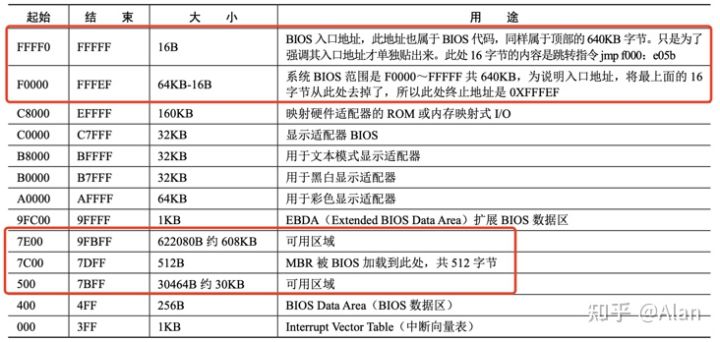 起始 结 束 大 小 用 途
FFFF0 FFFFF 16B BIOS 入口地址，此地址也属于 BIOS 代码，同样属于顶部的 640KB 字节。只是为了
强调其入口地址才单独贴出来。此处 16 字节的内容是跳转指令 jmp f000：e05b
F0000 FFFEF 64KB-16B 系统 BIOS 范围是 F0000～FFFFF 共 640KB，为说明入口地址，将最上面的 16
字节从此处去掉了，所以此处终止地址是 0XFFFEF
C8000 EFFFF 160KB 映射硬件适配器的 ROM 或内存映射式 I/O
C0000 C7FFF 32KB 显示适配器 BIOS
B8000 BFFFF 32KB 用于文本模式显示适配器
B0000 B7FFF 32KB 用于黑白显示适配器
A0000 AFFFF 64KB 用于彩色显示适配器
9FC00 9FFFF 1KB EBDA（Extended BIOS Data Area）扩展 BIOS 数据区
7E00 9FBFF 622080B 约 608KB 可用区域
7C00 7DFF 512B MBR 被 BIOS 加载到此处，共 512 字节
500 7BFF 30464B 约 30KB 可用区域
400 4FF 256B BIOS Data Area（BIOS 数据区）
000 3FF 1KB Interrupt Vector Table（中断向量表）
知乎 @Alan